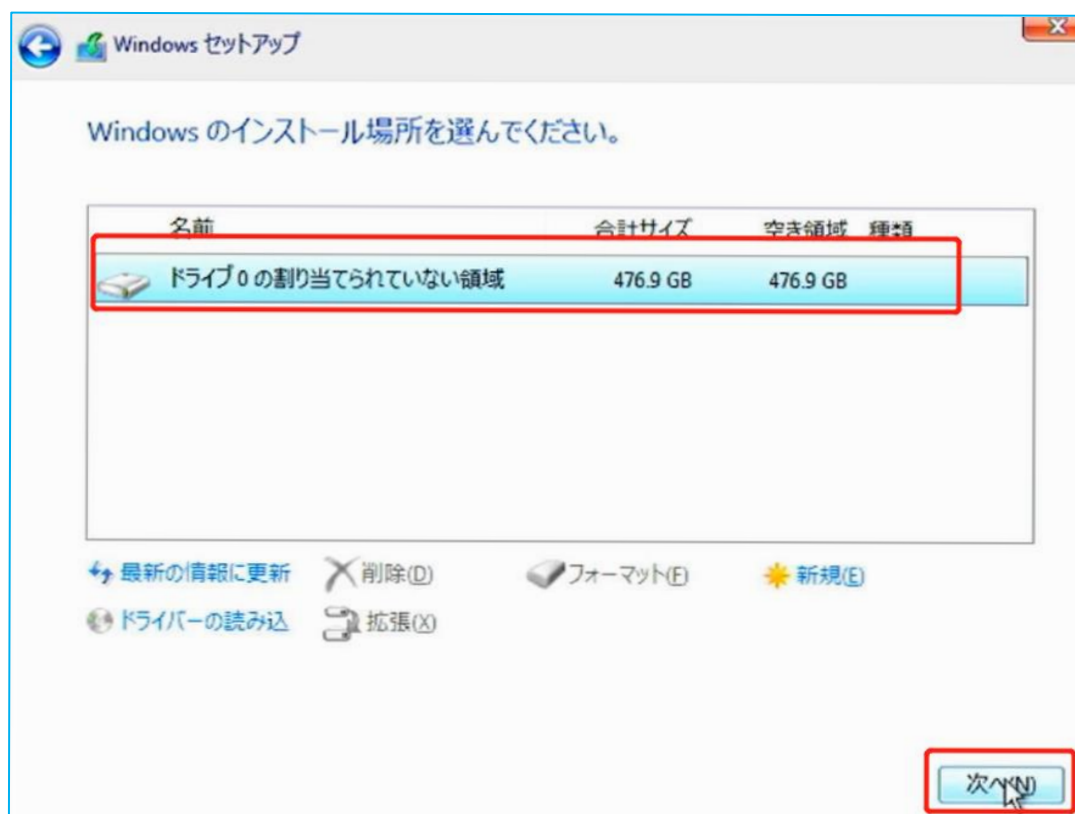 Windows セットアップ
Windows のインストール場所を選んでください。
名前 合計サイズ 空き領域 種類
ドライブ 0 の割り当てられていない領域 476.9 GB 476.9 GB
最新の情報に更新 削除(D) フォーマット(F) 新規(E)
ドライバーの読み込 拡張(X)
次へ(N)